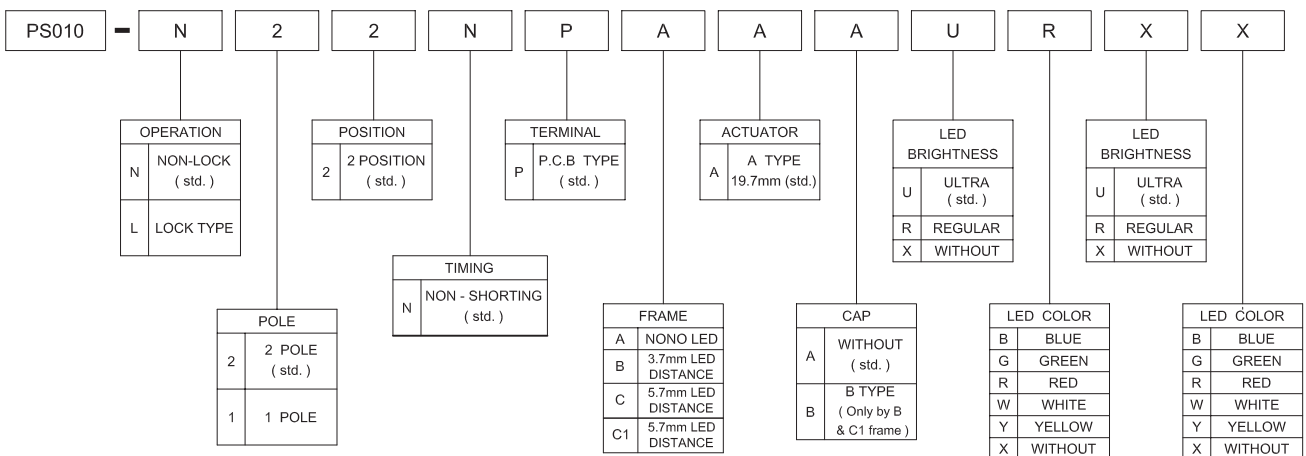 PS010 - N 2 2 N P A A A U R X X
OPERATION
N NON-LOCK
( std. )
L LOCK TYPE
POLE
2 2 POLE
( std. )
1 1 POLE
POSITION
2 2 POSITION
( std. )
TIMING
N NON - SHORTING
( std. )
TERMINAL
P P.C.B TYPE
( std. )
FRAME
A NONO LED
B 3.7mm LED
DISTANCE
C 5.7mm LED
DISTANCE
C1 5.7mm LED
DISTANCE
ACTUATOR
A A TYPE
19.7mm (std.)
CAP
A WITHOUT
( std. )
B B TYPE
( Only by B
& C1 frame )
LED
BRIGHTNESS
U ULTRA
( std. )
R REGULAR
X WITHOUT
LED COLOR
B BLUE
G GREEN
R RED
W WHITE
Y YELLOW
X WITHOUT
LED
BRIGHTNESS
U ULTRA
( std. )
R REGULAR
X WITHOUT
LED COLOR
B BLUE
G GREEN
R RED
W WHITE
Y YELLOW
X WITHOUT